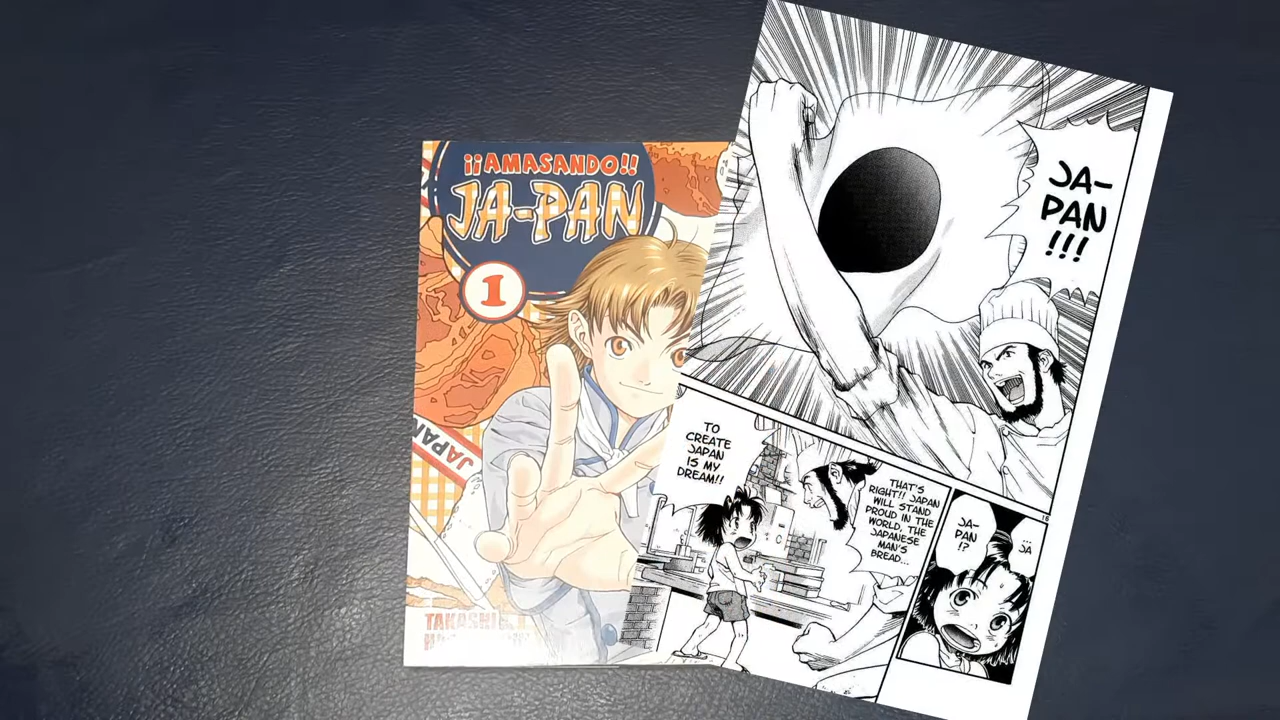 ¡¡AMASANDO!!
JA-PAN
1
JAPAN
TAKASHI
JA-
PAN
!!!
18
TO
CREATE
JAPAN
IS MY
DREAM!!
THAT'S
RIGHT!! JAPAN
WILL STAND
PROUD IN THE
WORLD, THE
JAPANESE
MAN'S
BREAD...
JA-
PAN
!?
...
JA